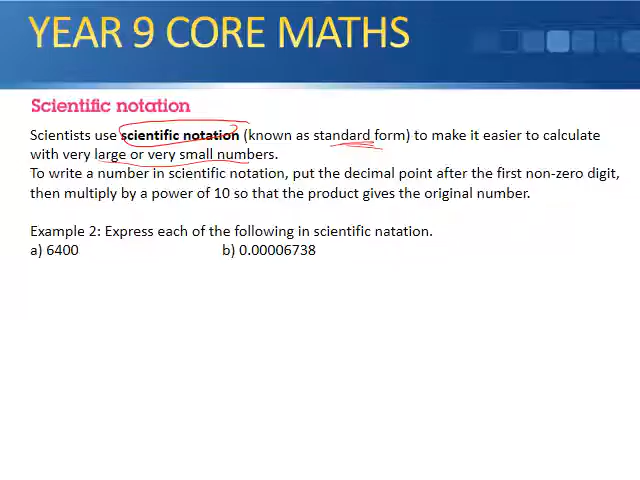 YEAR 9 CORE MATHS
Scientific notation
Scientists use scientific notation (known as standard form) to make it easier to calculate
with very large or very small numbers.
To write a number in scientific notation, put the decimal point after the first non-zero digit,
then multiply by a power of 10 so that the product gives the original number.
Example 2: Express each of the following in scientific natation.
a) 6400 b) 0.00006738